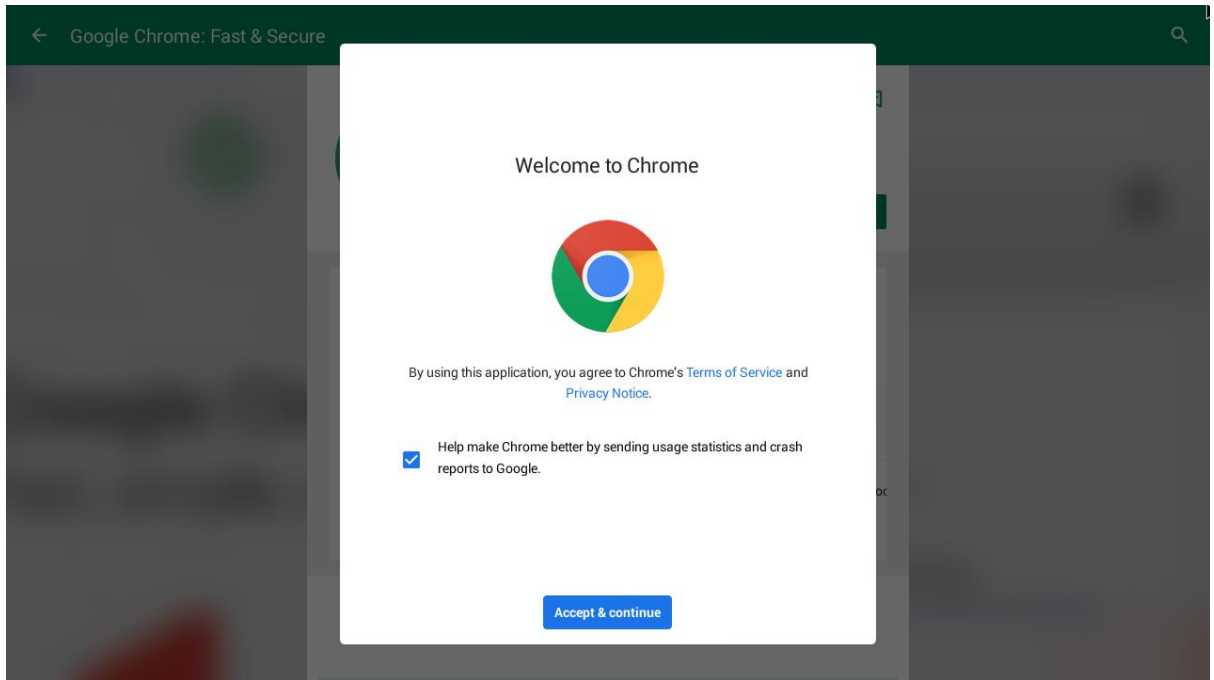 Google Chrome: Fast & Secure
Welcome to Chrome
By using this application, you agree to Chrome's Terms of Service and
Privacy Notice.
Help make Chrome better by sending usage statistics and crash
reports to Google.
Accept & continue